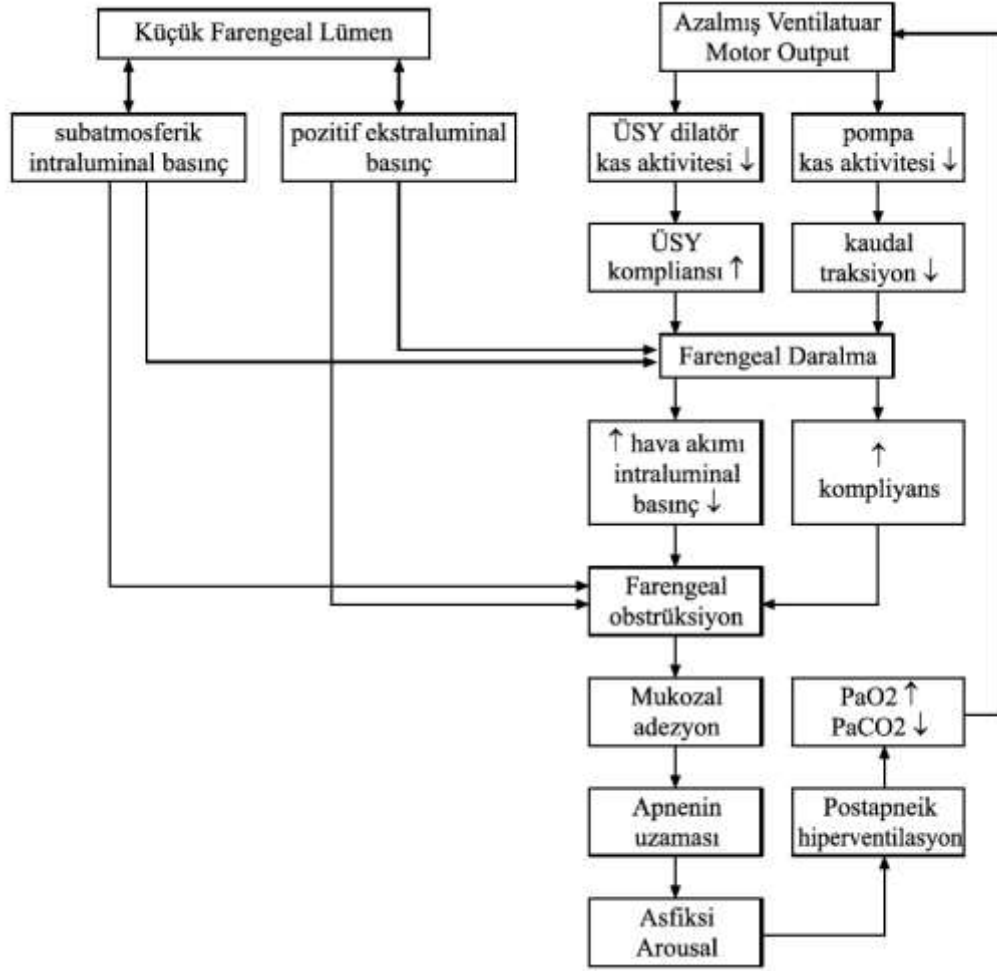 Küçük Farengeal Lümen
Azalmış Ventilatuar
Motor Output
subatmosferik
intraluminal basınç
pozitif ekstraluminal
basınç
ÜSY dilatör
kas aktivitesi ↓
pompa
kas aktivitesi ↓
ÜSY
kompliansı ↑
kaudal
traksiyon ↓
Farengeal Daralma
↑ hava akımı
intraluminal
basınç ↓
↑
kompliyans
Farengeal
obstrüksiyon
Mukozal
adezyon
PaO2 ↑
PaCO2 ↓
Apnenin
uzaması
Postapneik
hiperventilasyon
Asfiksi
Arousal